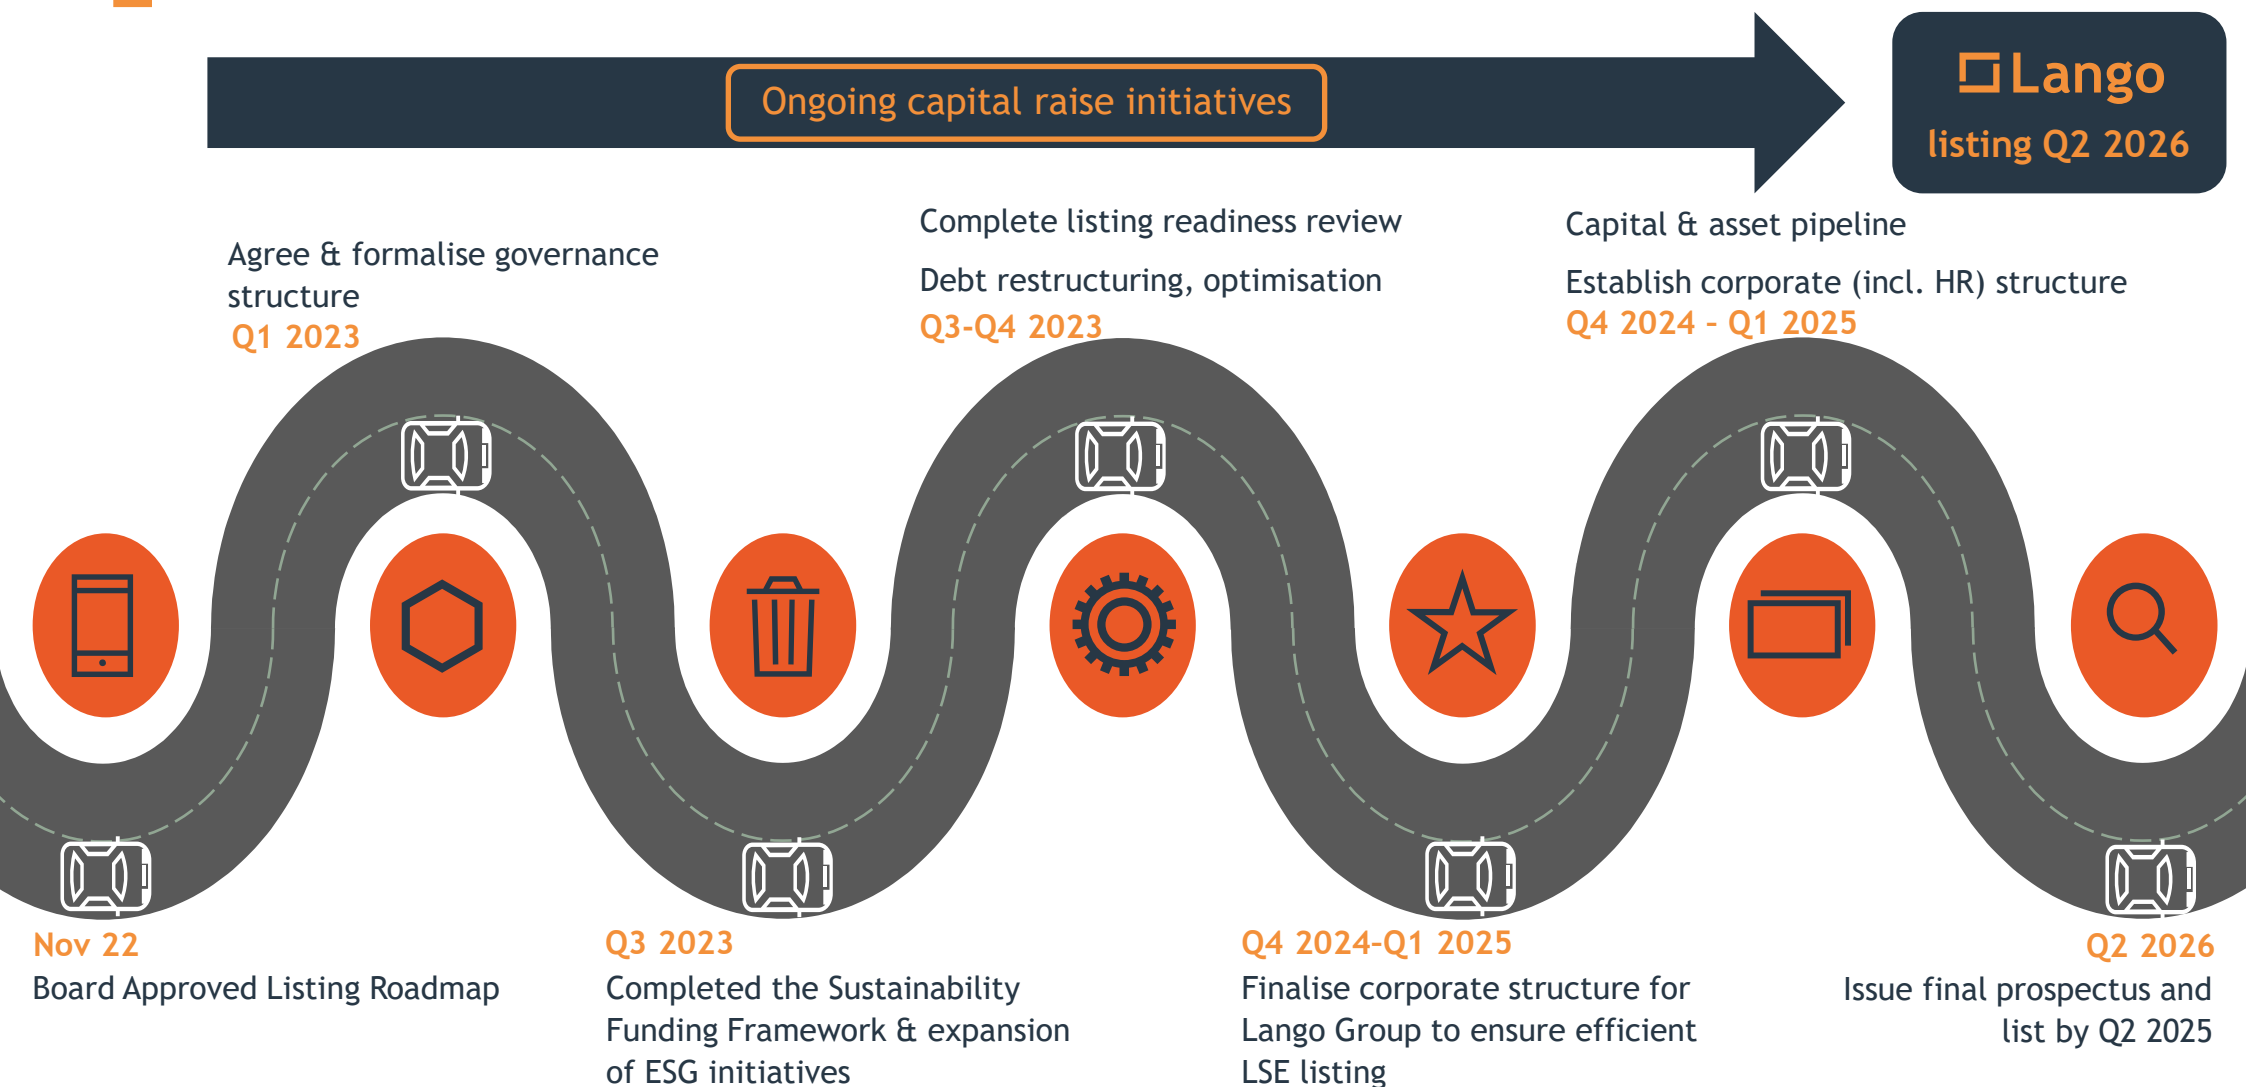 Ongoing capital raise initiatives
Lango
listing Q2 2026
Agree & formalise governance
structure
Q1 2023
Complete listing readiness review
Debt restructuring, optimisation
Q3-Q4 2023
Capital & asset pipeline
Establish corporate (incl. HR) structure
Q4 2024 – Q1 2025
Nov 22
Board Approved Listing Roadmap
Q3 2023
Completed the Sustainability
Funding Framework & expansion
of ESG initiatives
Q4 2024–Q1 2025
Finalise corporate structure for
Lango Group to ensure efficient
LSE listing
Q2 2026
Issue final prospectus and
list by Q2 2025